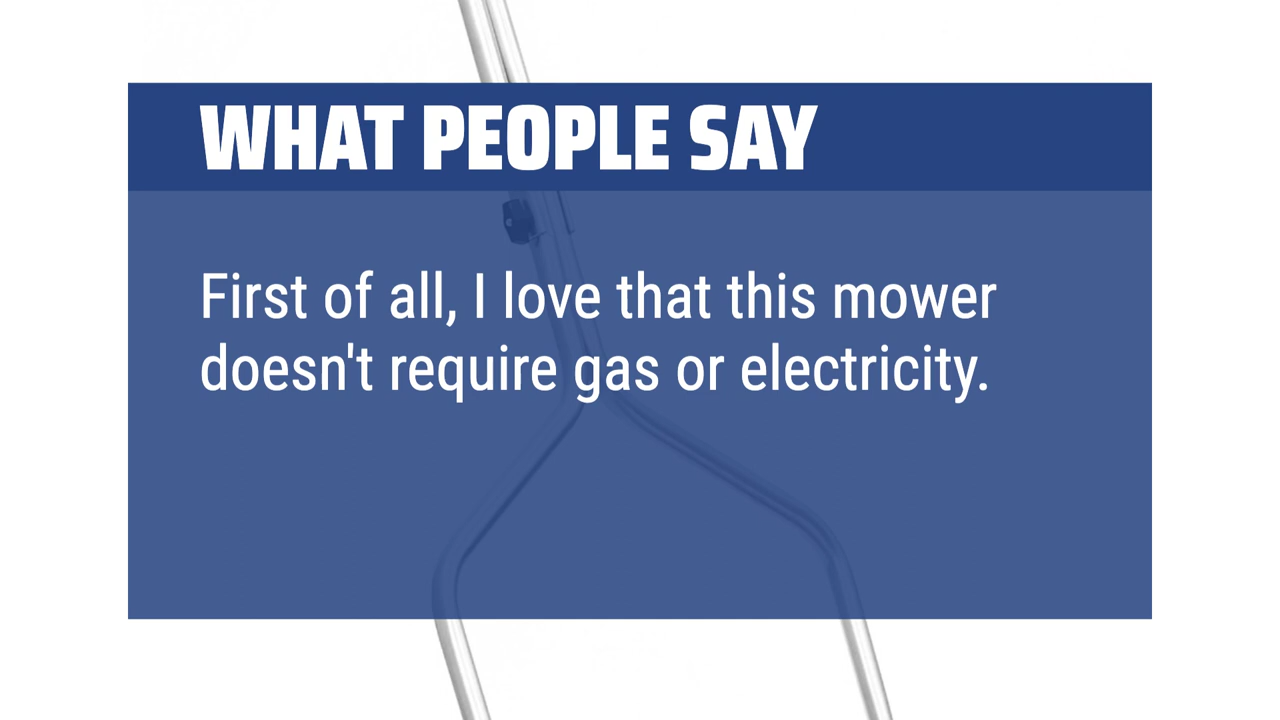 WHAT PEOPLE SAY
First of all, I love that this mower
doesn't require gas or electricity.